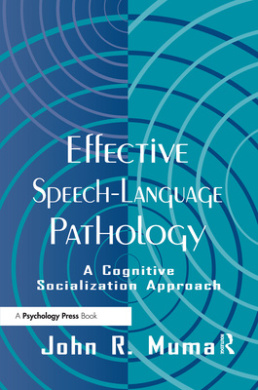 Effective
Speech-Language
Pathology
A Cognitive
Socialization Approach
A Psychology Press Book
John R. Muma